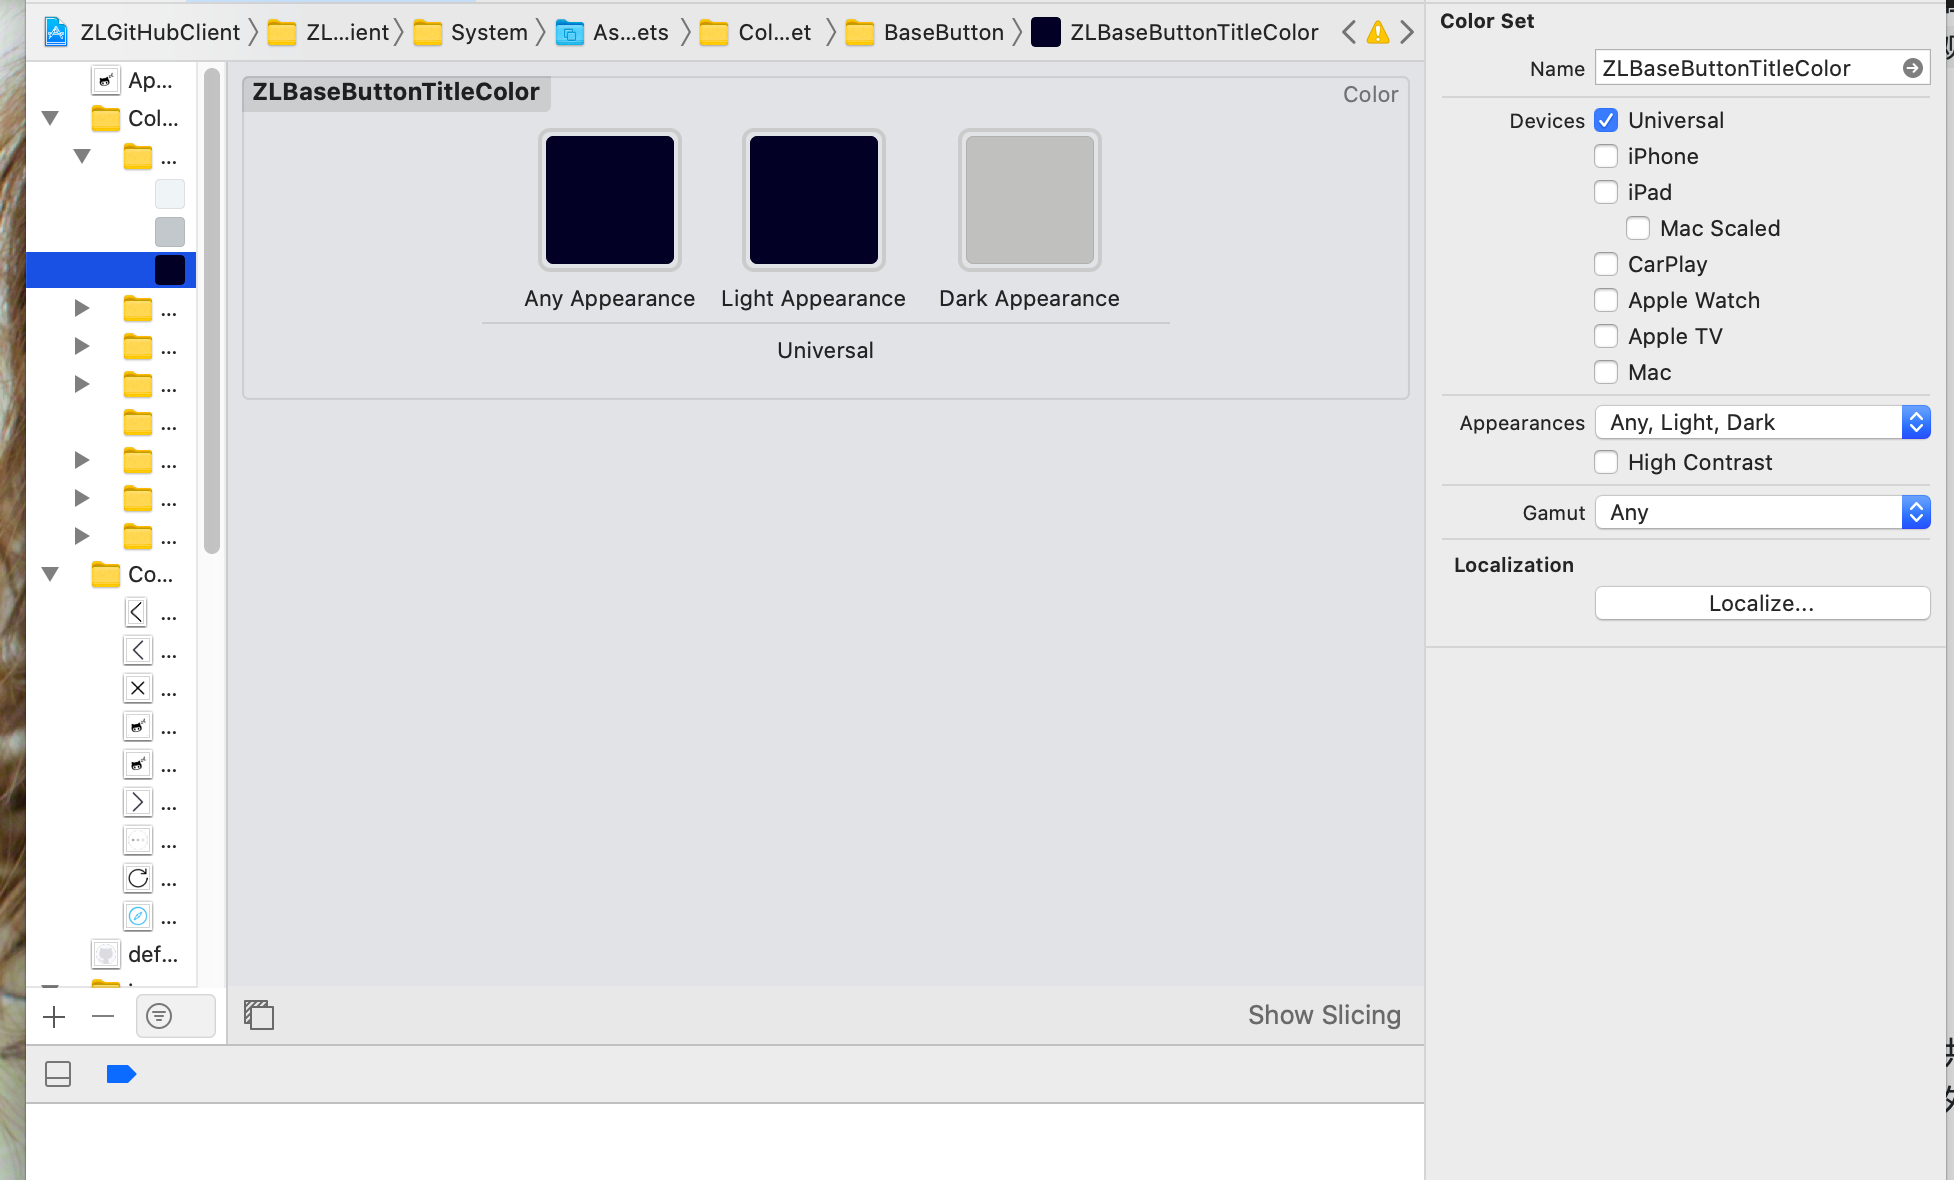 ZLGitHubClient ZL...ient System As...ets Col...et BaseButton ZLBaseButtonTitleColor
Ap...
Col...
...
...
...
...
...
...
...
...
Co...
...
...
...
...
...
...
...
...
...
def...
ZLBaseButtonTitleColor
Color
Any Appearance Light Appearance Dark Appearance
Universal
Show Slicing
Color Set
Name ZLBaseButtonTitleColor
Devices Universal
iPhone
iPad
Mac Scaled
CarPlay
Apple Watch
Apple TV
Mac
Appearances Any, Light, Dark
High Contrast
Gamut Any
Localization
Localize...